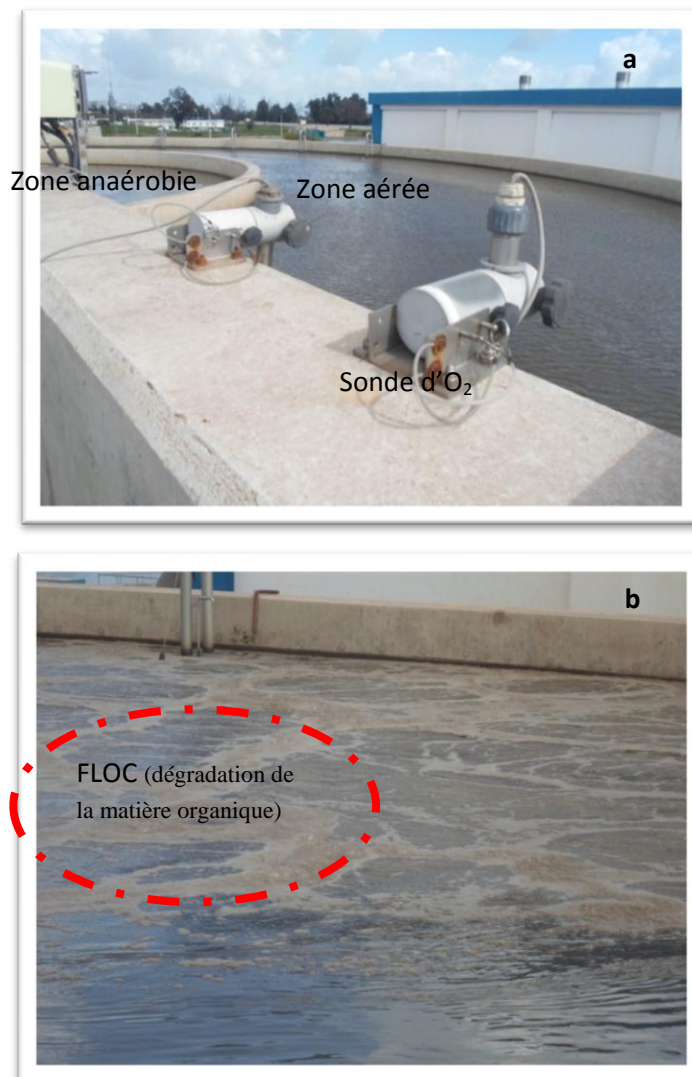 a
Zone anaérobie
Zone aérée
Sonde d'O₂
b
FLOC (dégradation de
la matière organique)